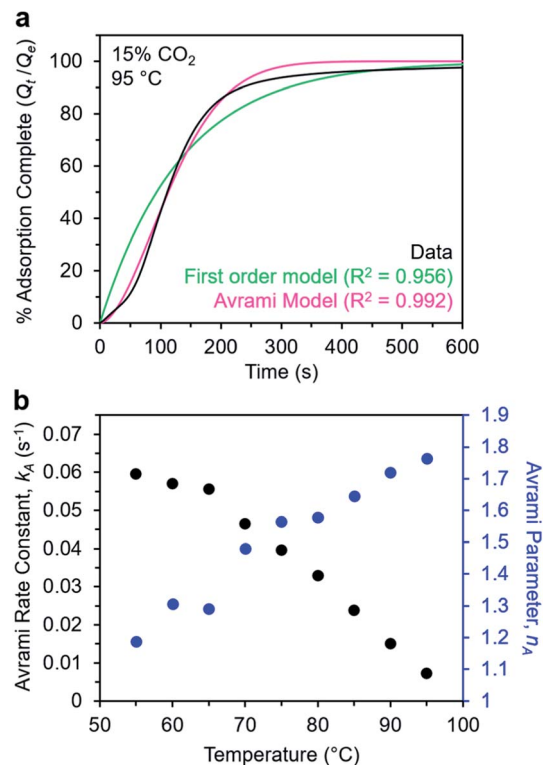 a
% Adsorption Complete (Qt/Qe)
100
80
60
40
20
0
15% CO2
95 °C
Data
First order model (R2 = 0.956)
Avrami Model (R2 = 0.992)
0 100 200 300 400 500 600
Time (s)
b
Avrami Rate Constant, kA (s-1)
0.07
0.06
0.05
0.04
0.03
0.02
0.01
0
1.9
1.8
1.7
1.6
1.5
1.4
1.3
1.2
1.1
1
Avrami Parameter, nA
50 60 70 80 90 100
Temperature (°C)